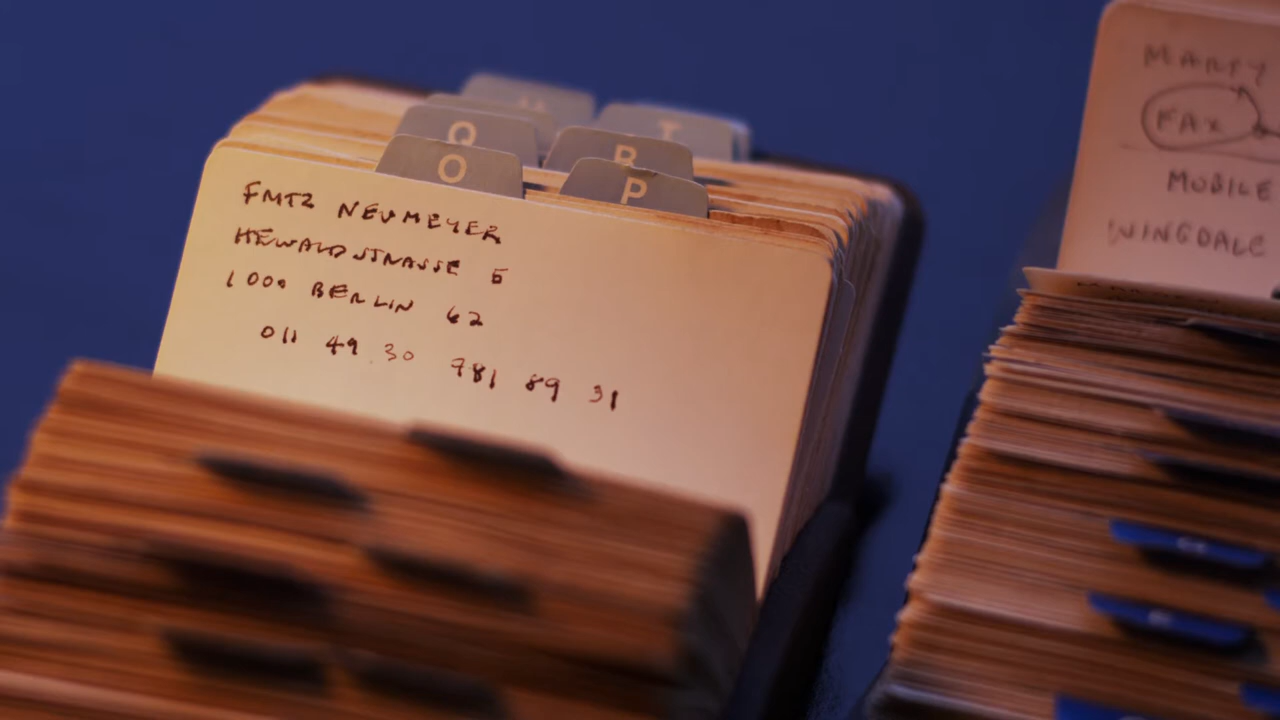 O
P
Q
R
T
FMTZ NEUMEYER
HEWALDSTRASSE 5
1000 BERLIN 62
011 49 30 781 89 31
MARTY
FAX
MOBILE
WINGDALE